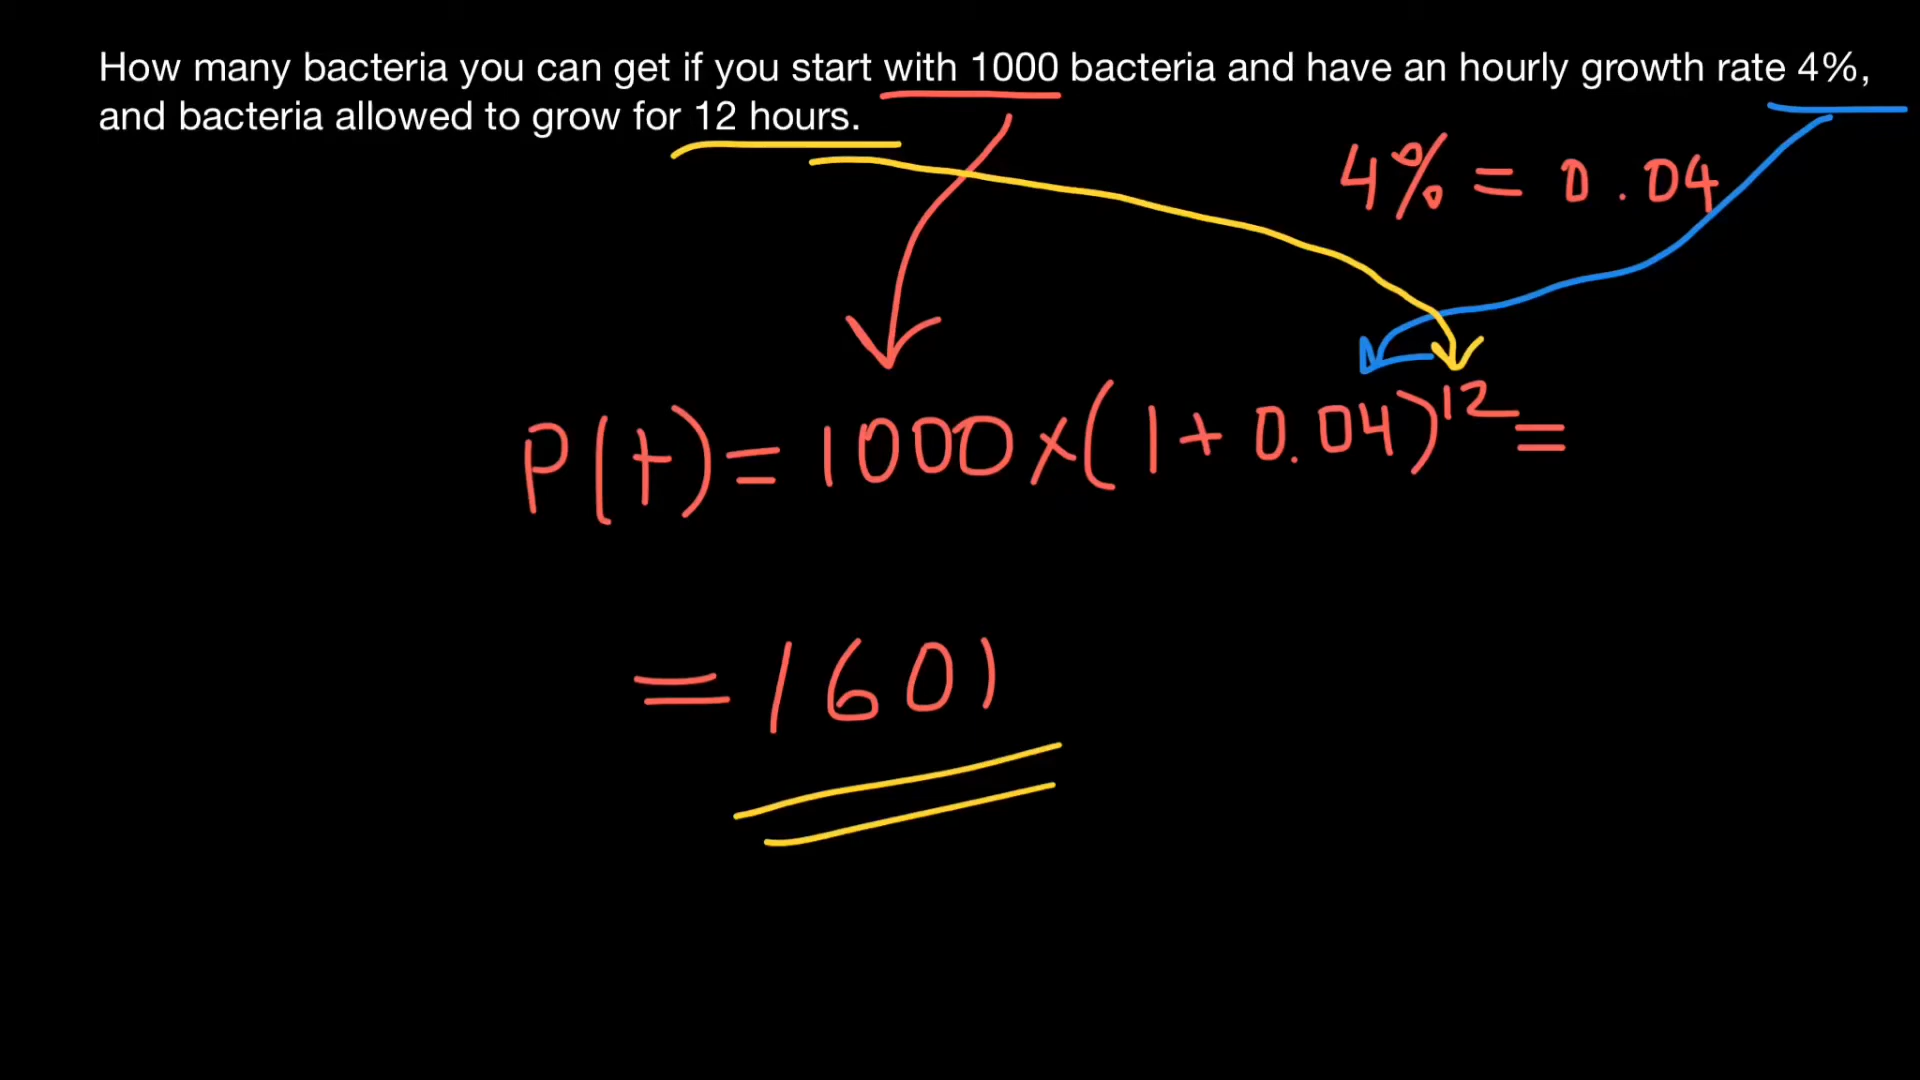 How many bacteria you can get if you start with 1000 bacteria and have an hourly growth rate 4%,
and bacteria allowed to grow for 12 hours.
4% = 0.04
P(t) = 1000 × (1 + 0.04)¹² =
= 1601